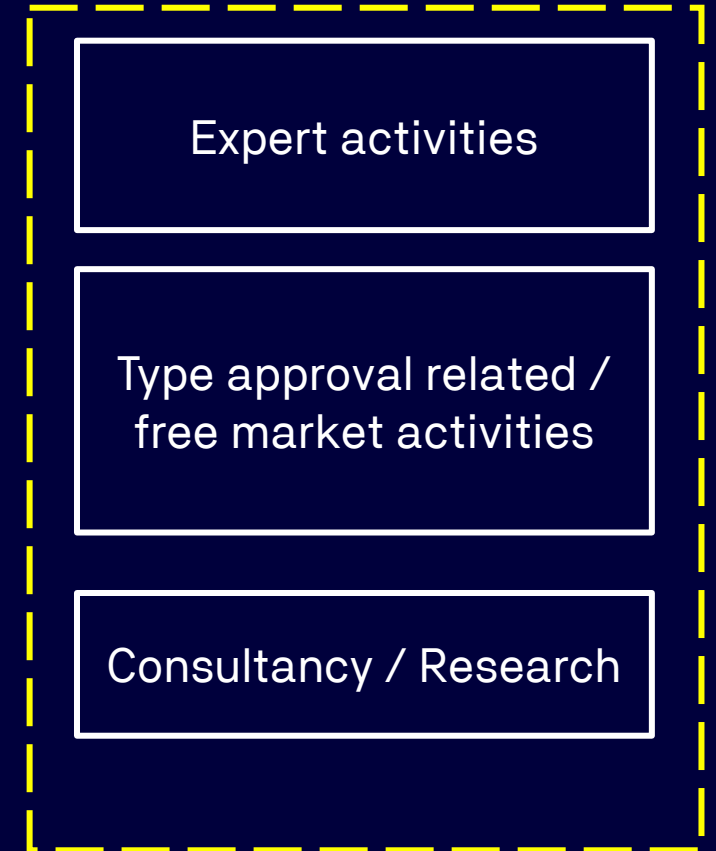 Expert activities
Type approval related /
free market activities
Consultancy / Research